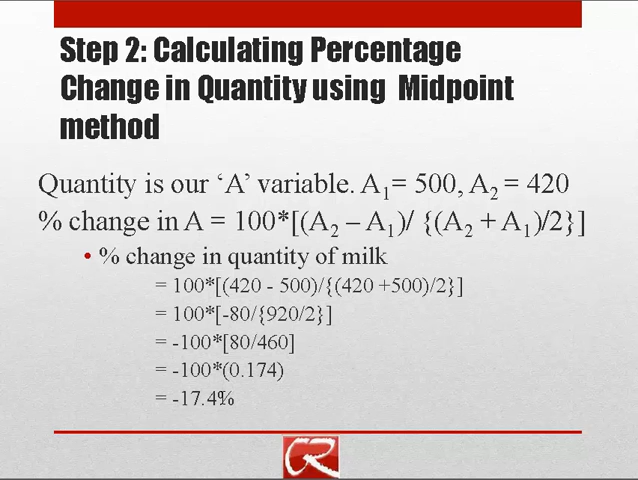 Step 2: Calculating Percentage
Change in Quantity using Midpoint
method
Quantity is our ‘A’ variable. A₁= 500, A₂ = 420
% change in A = 100*[(A₂ – A₁)/ {(A₂ + A₁)/2}]
• % change in quantity of milk
= 100*[(420 - 500)/{(420 +500)/2}]
= 100*[-80/{920/2}]
= -100*[80/460]
= -100*(0.174)
= -17.4%
CR